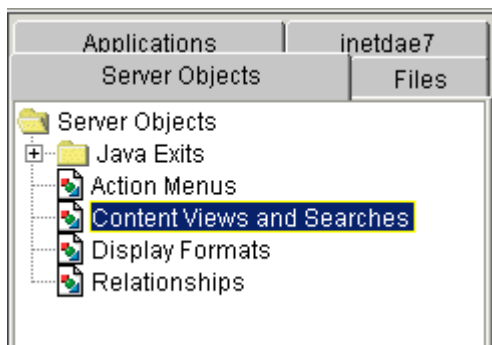 Applications inetdae7
Server Objects Files
Server Objects
Java Exits
Action Menus
Content Views and Searches
Display Formats
Relationships